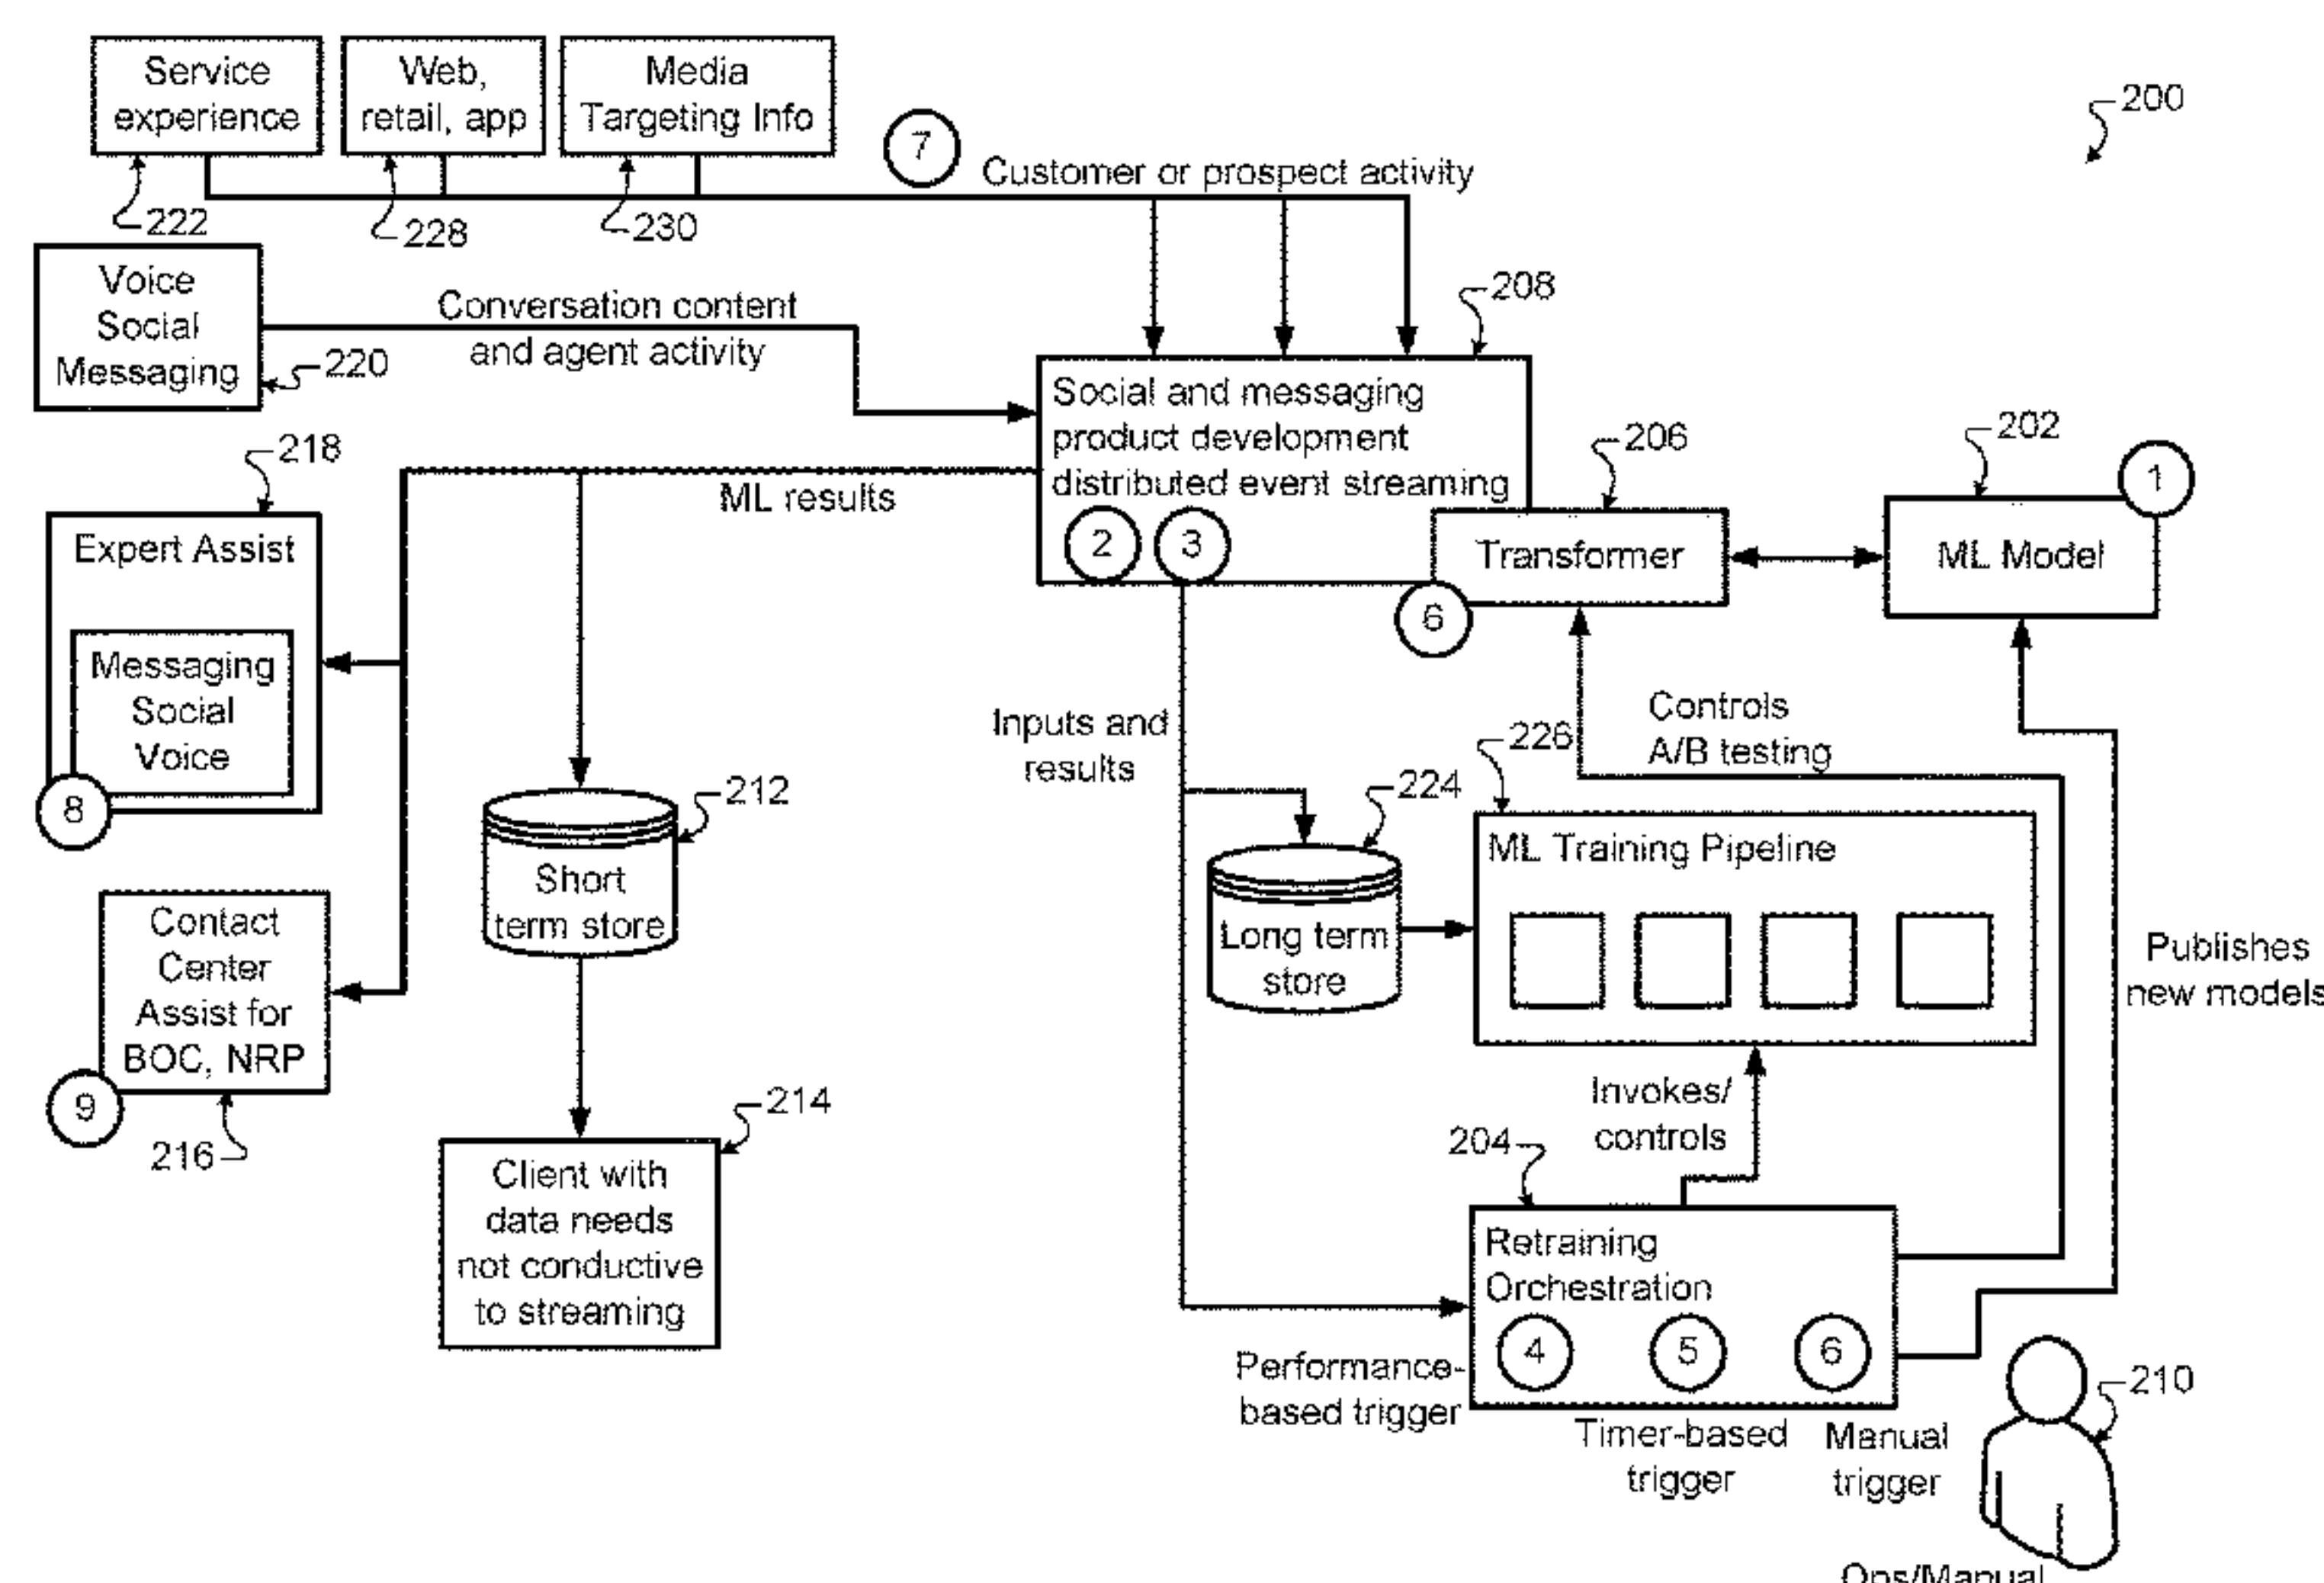 Service
experience
Web,
retail, app
Media
Targeting Info
7
Customer or prospect activity
200
222
228
230
Voice
Social
Messaging
220
Conversation content
and agent activity
208
Social and messaging
product development
distributed event streaming
2
3
206
Transformer
6
202
1
ML Model
218
ML results
Expert Assist
Messaging
Social
Voice
8
Inputs and
results
Controls
A/B testing
226
212
Short
term store
224
Long term
store
ML Training Pipeline
Publishes
new models
Contact
Center
Assist for
BOC, NRP
9
216
214
Client with
data needs
not conductive
to streaming
Invokes/
controls
204
Retraining
Orchestration
4
5
6
Performance-
based trigger
Timer-based
trigger
Manual
trigger
210
Ops/Manual